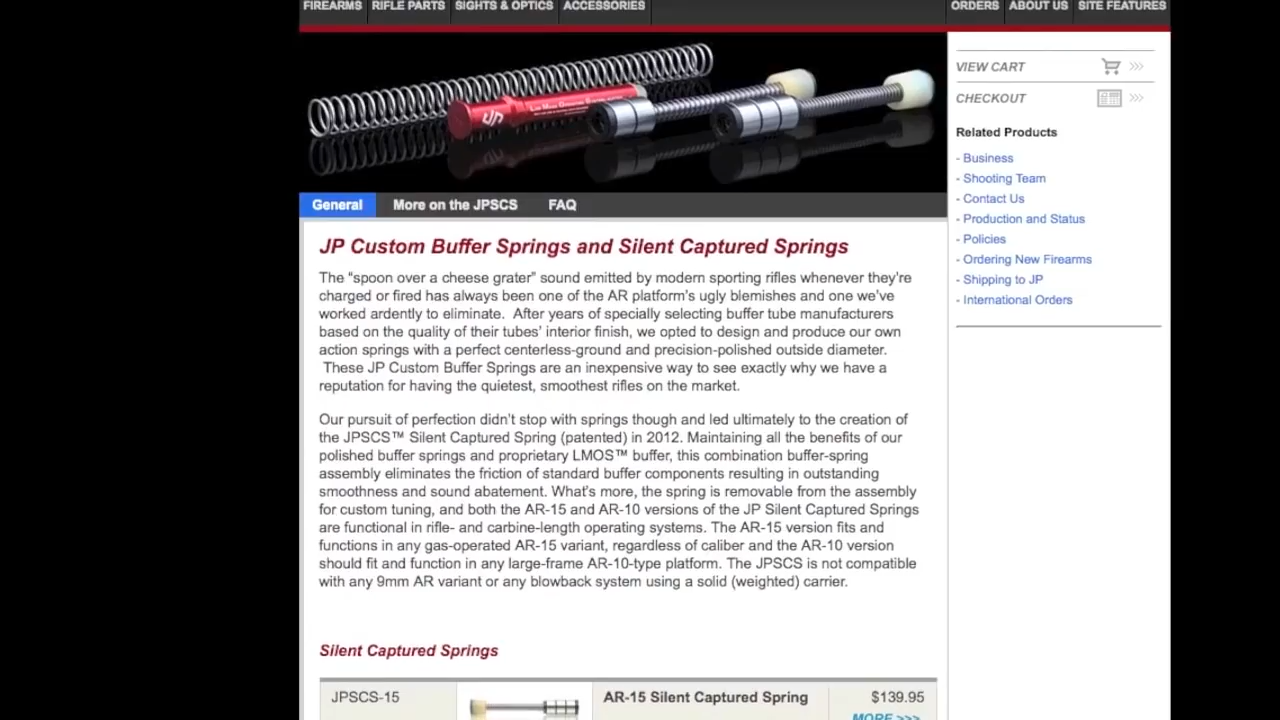 FIREARMS RIFLE PARTS SIGHTS & OPTICS ACCESSORIES ORDERS ABOUT US SITE FEATURES
JP
VIEW CART
CHECKOUT
Related Products
- Business
- Shooting Team
- Contact Us
- Production and Status
- Policies
- Ordering New Firearms
- Shipping to JP
- International Orders
General More on the JPSCS FAQ
JP Custom Buffer Springs and Silent Captured Springs
The “spoon over a cheese grater” sound emitted by modern sporting rifles whenever they’re
charged or fired has always been one of the AR platform’s ugly blemishes and one we’ve
worked ardently to eliminate. After years of specially selecting buffer tube manufacturers
based on the quality of their tubes’ interior finish, we opted to design and produce our own
action springs with a perfect centerless-ground and precision-polished outside diameter.
These JP Custom Buffer Springs are an inexpensive way to see exactly why we have a
reputation for having the quietest, smoothest rifles on the market.
Our pursuit of perfection didn’t stop with springs though and led ultimately to the creation of
the JPSCS™ Silent Captured Spring (patented) in 2012. Maintaining all the benefits of our
polished buffer springs and proprietary LMOS™ buffer, this combination buffer-spring
assembly eliminates the friction of standard buffer components resulting in outstanding
smoothness and sound abatement. What’s more, the spring is removable from the assembly
for custom tuning, and both the AR-15 and AR-10 versions of the JP Silent Captured Springs
are functional in rifle- and carbine-length operating systems. The AR-15 version fits and
functions in any gas-operated AR-15 variant, regardless of caliber and the AR-10 version
should fit and function in any large-frame AR-10-type platform. The JPSCS is not compatible
with any 9mm AR variant or any blowback system using a solid (weighted) carrier.
Silent Captured Springs
JPSCS-15 AR-15 Silent Captured Spring $139.95
MORE >>>